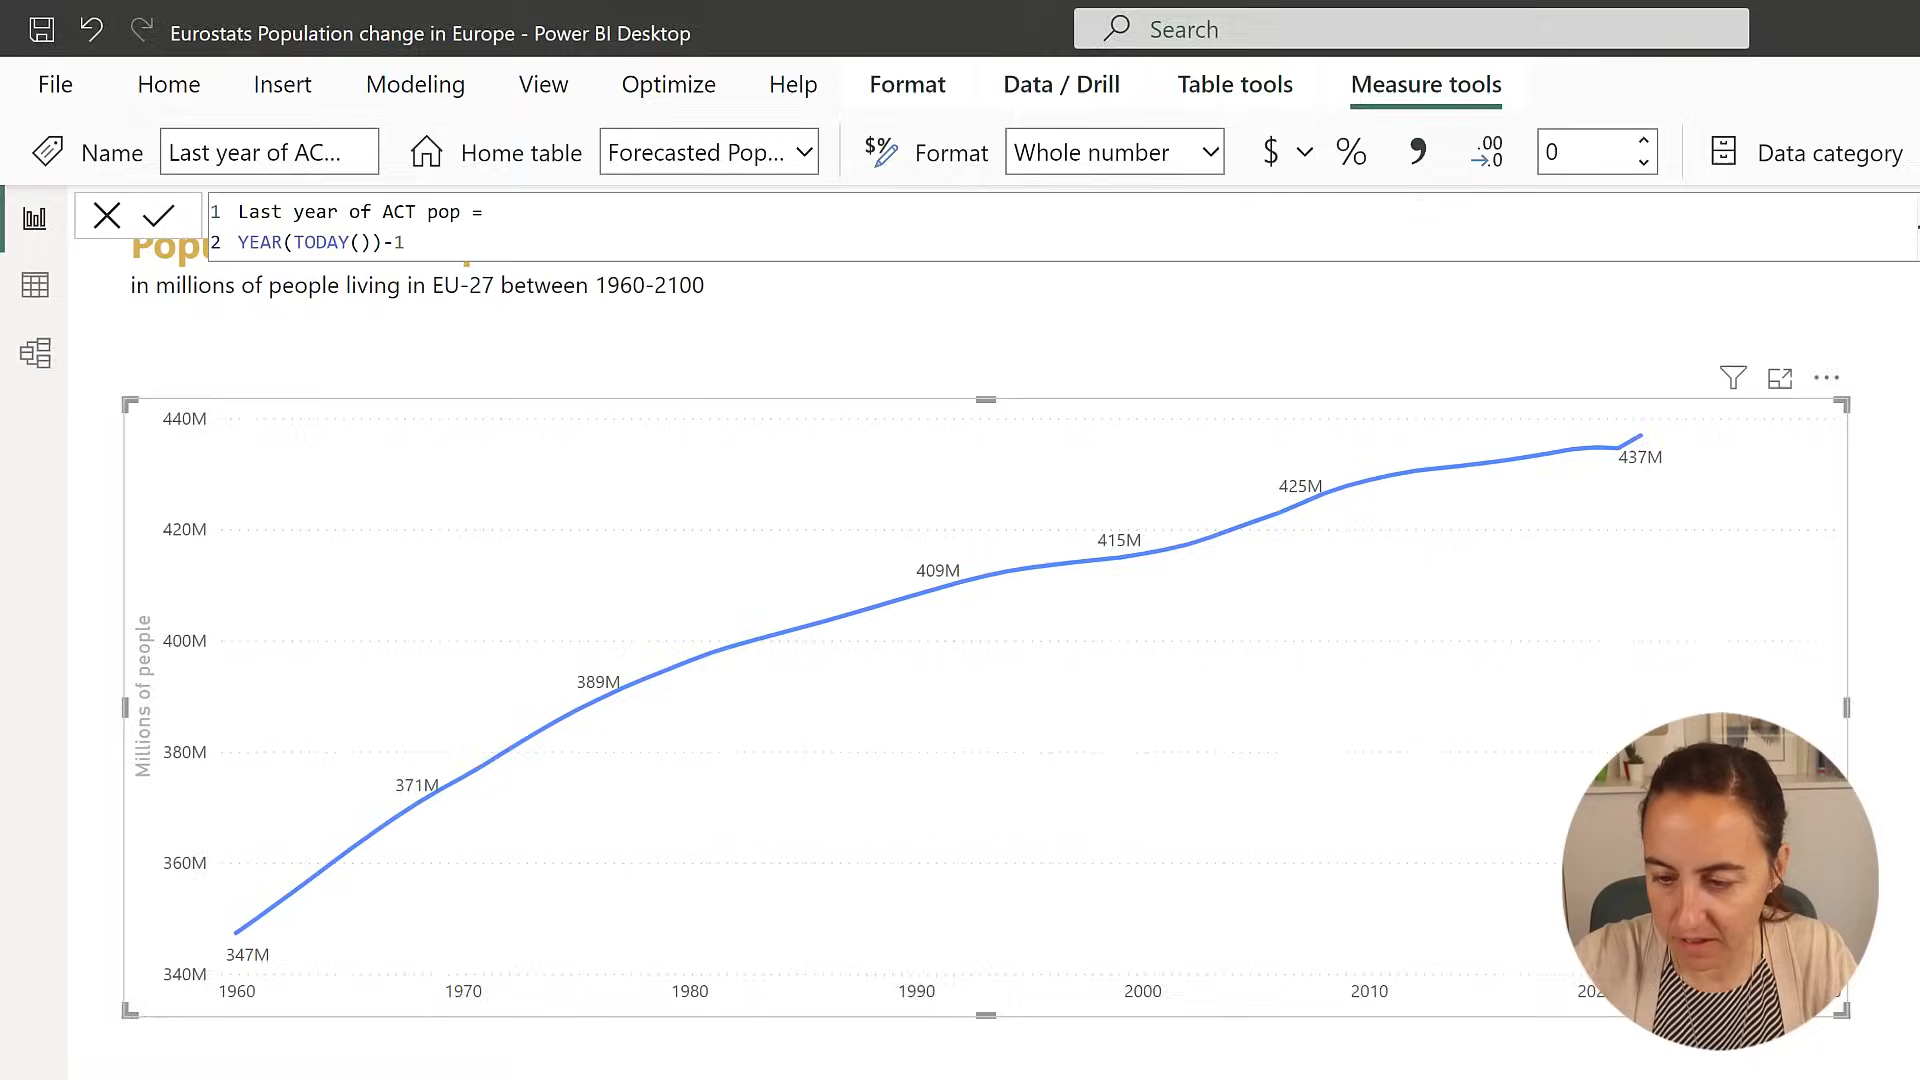 Eurostats Population change in Europe - Power BI Desktop
Search
File Home Insert Modeling View Optimize Help Format Data / Drill Table tools Measure tools
Name Last year of AC... Home table Forecasted Pop... $% Format Whole number $ % , .00 →.0 0 Data category
1 Last year of ACT pop =
2 YEAR(TODAY())-1
in millions of people living in EU-27 between 1960-2100
440M
437M
425M
420M
415M
409M
400M
389M
380M
371M
360M
347M
340M
Millions of people
1960 1970 1980 1990 2000 2010